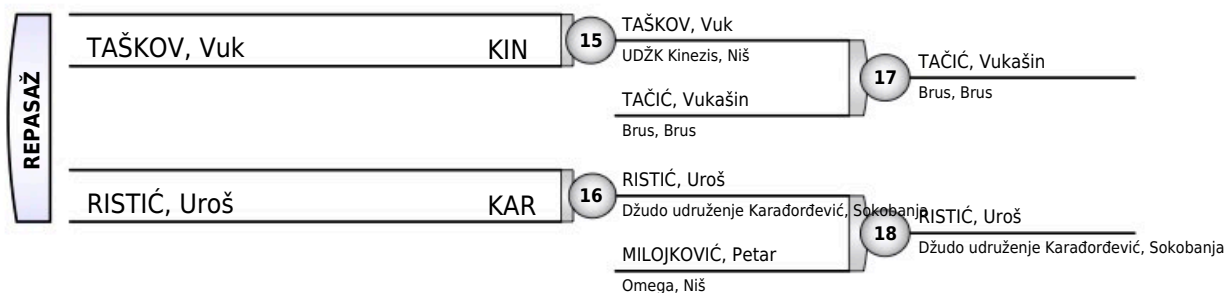 REPASAŽ
TAŠKOV, Vuk KIN
15
TAŠKOV, Vuk
UDŽK Kinezis, Niš
TAČIĆ, Vukašin
Brus, Brus
17
TAČIĆ, Vukašin
Brus, Brus
RISTIĆ, Uroš KAR
16
RISTIĆ, Uroš
Džudo udruženje Karađorđević, Sokobanja
MILOJKOVIĆ, Petar
Omega, Niš
18
RISTIĆ, Uroš
Džudo udruženje Karađorđević, Sokobanja